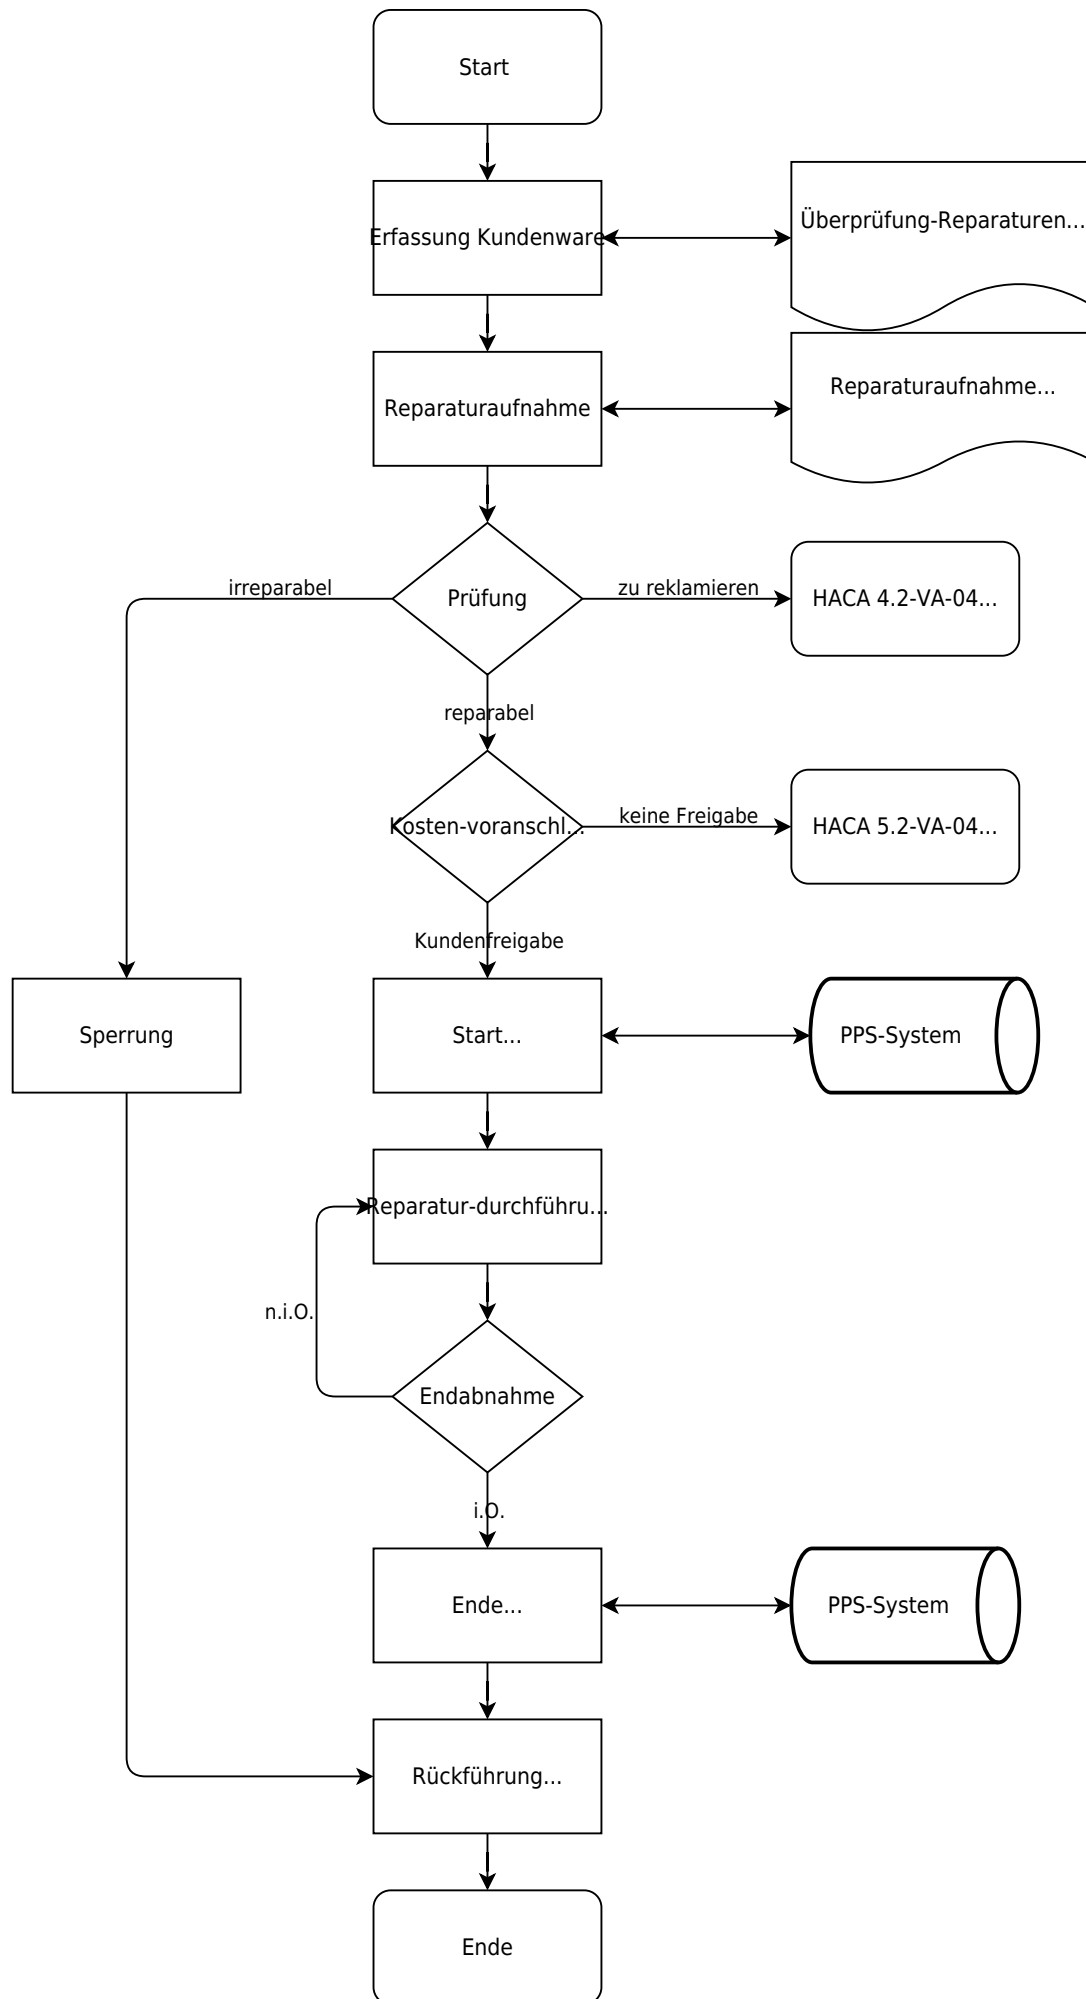 Start
Erfassung Kundenware
Überprüfung-Reparaturen...
Reparaturaufnahme
Reparaturaufnahme...
irreparabel
Prüfung
zu reklamieren
HACA 4.2-VA-04...
reparabel
Kosten-voranschl...
keine Freigabe
HACA 5.2-VA-04...
Kundenfreigabe
Sperrung
Start...
PPS-System
Reparatur-durchführu...
n.i.O.
Endabnahme
i.O.
Ende...
PPS-System
Rückführung...
Ende